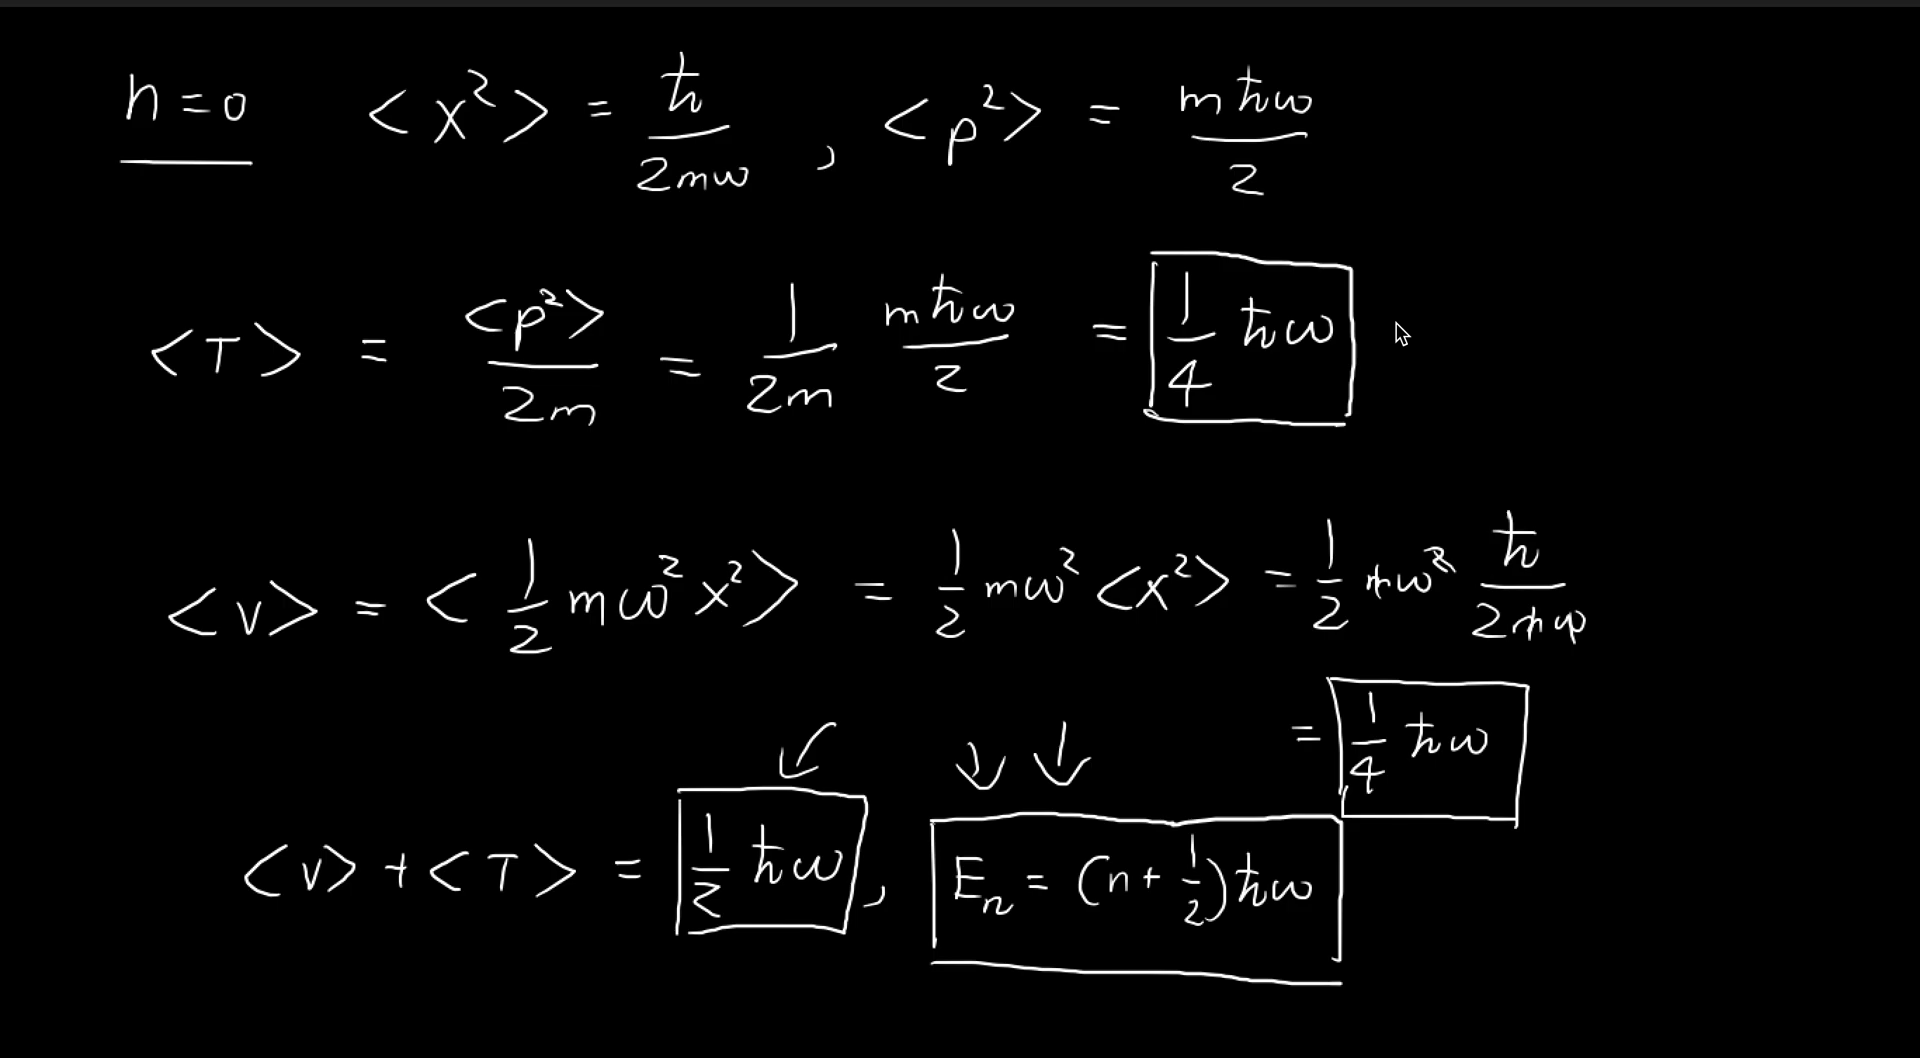 n = 0   <x²> = ħ/2mω , <p²> = mħω/2
<T> = <p²>/2m = 1/2m mħω/2 = 1/4 ħω
<v> = <1/2 mω²x²> = 1/2 mω² <x²> = 1/2 mω² ħ/2mω
= 1/4 ħω
<v> + <T> = 1/2 ħω , Eₙ = (n + 1/2)ħω